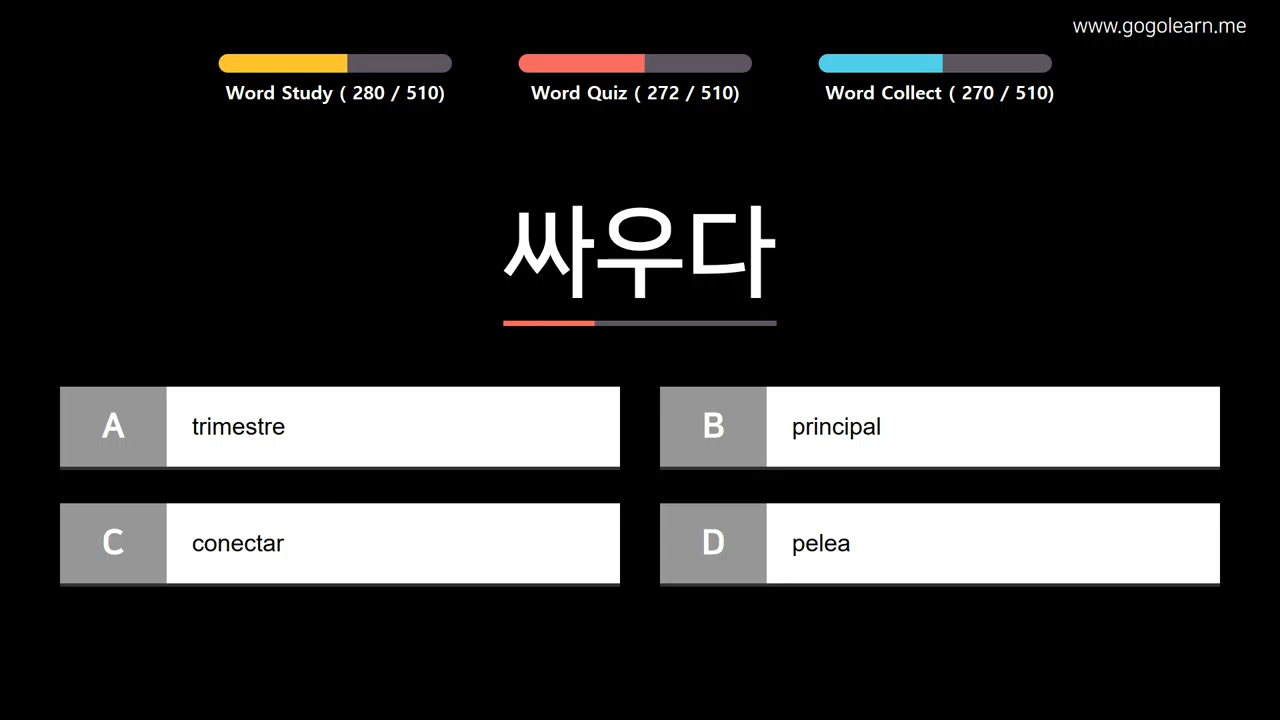 www.gogolearn.me
Word Study ( 280 / 510)
Word Quiz ( 272 / 510)
Word Collect ( 270 / 510)
싸우다
A trimestre
B principal
C conectar
D pelea